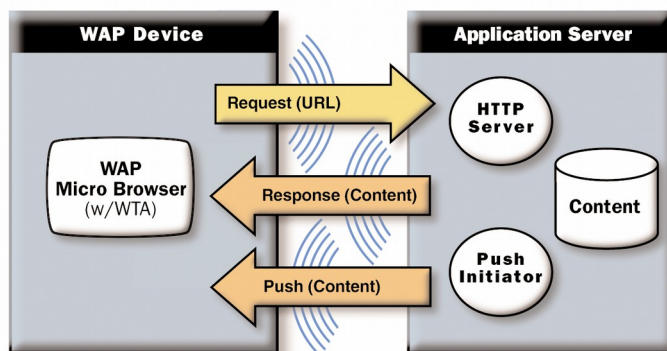 WAP Device
Application Server
Request (URL)
HTTP
Server
WAP
Micro Browser
(w/WTA)
Response (Content)
Content
Push
Initiator
Push (Content)